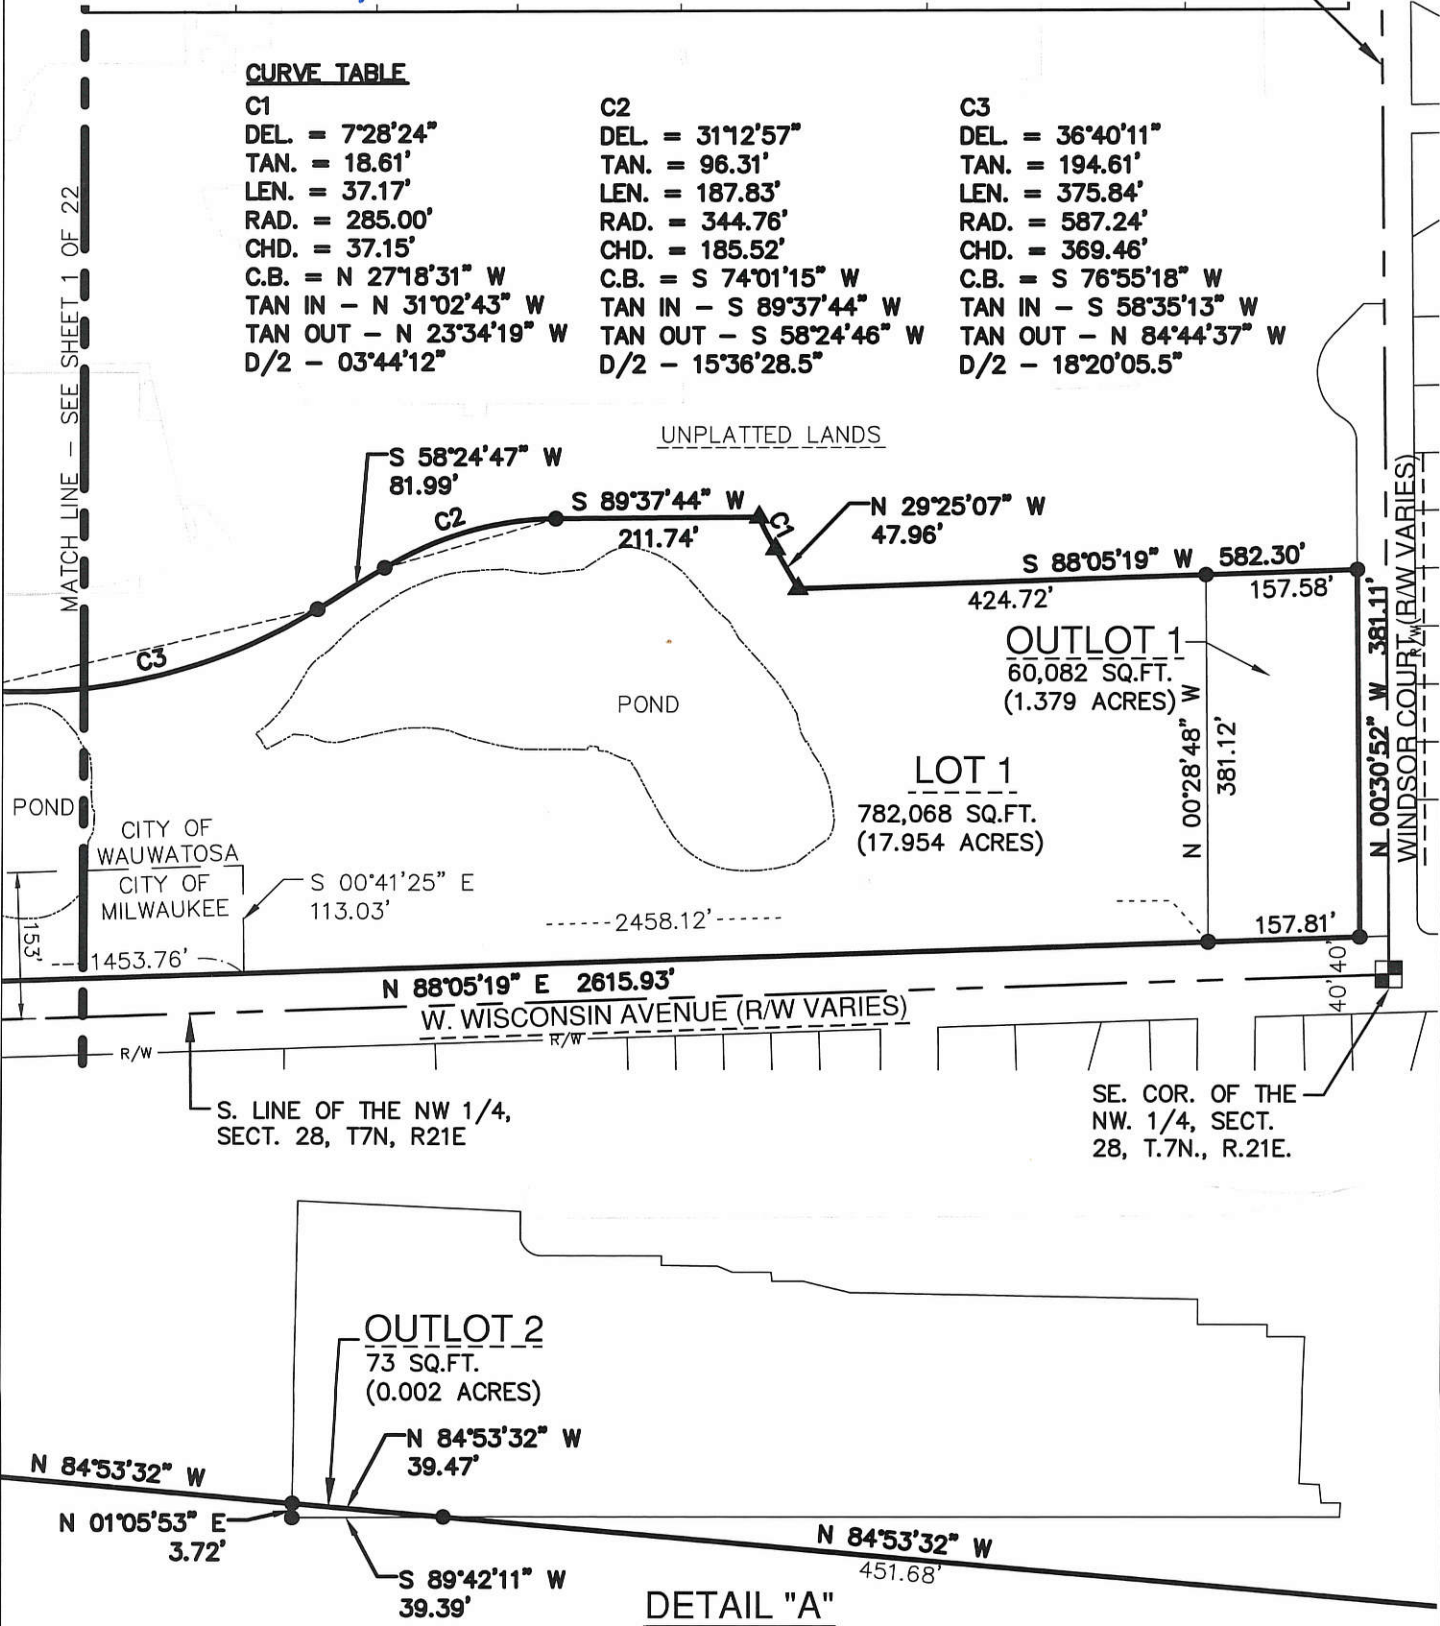 CURVE TABLE
C1
DEL. = 7°28'24"
TAN. = 18.61'
LEN. = 37.17'
RAD. = 285.00'
CHD. = 37.15'
C.B. = N 27°18'31" W
TAN IN – N 31°02'43" W
TAN OUT – N 23°34'19" W
D/2 – 03°44'12"
C2
DEL. = 31°12'57"
TAN. = 96.31'
LEN. = 187.83'
RAD. = 344.76'
CHD. = 185.52'
C.B. = S 74°01'15" W
TAN IN – S 89°37'44" W
TAN OUT – S 58°24'46" W
D/2 – 15°36'28.5"
C3
DEL. = 36°40'11"
TAN. = 194.61'
LEN. = 375.84'
RAD. = 587.24'
CHD. = 369.46'
C.B. = S 76°55'18" W
TAN IN – S 58°35'13" W
TAN OUT – N 84°44'37" W
D/2 – 18°20'05.5"
MATCH LINE – SEE SHEET 1 OF 22
UNPLATTED LANDS
S 58°24'47" W
81.99'
C2
S 89°37'44" W
211.74'
C1
N 29°25'07" W
47.96'
S 88°05'19" W 582.30'
424.72'
157.58'
C3
OUTLOT 1
60,082 SQ.FT.
(1.379 ACRES)
N 00°28'48" W
381.12'
N 00°30'52" W 381.11'
R/W
WINDSOR COURT (R/W VARIES)
POND
LOT 1
782,068 SQ.FT.
(17.954 ACRES)
POND
CITY OF
WAUWATOSA
CITY OF
MILWAUKEE
S 00°41'25" E
113.03'
153'
1453.76'
2458.12'
157.81'
40'
40'
N 88°05'19" E 2615.93'
W. WISCONSIN AVENUE (R/W VARIES)
R/W
R/W
S. LINE OF THE NW 1/4,
SECT. 28, T7N, R21E
SE. COR. OF THE
NW. 1/4, SECT.
28, T.7N., R.21E.
OUTLOT 2
73 SQ.FT.
(0.002 ACRES)
N 84°53'32" W
39.47'
N 84°53'32" W
N 01°05'53" E
3.72'
S 89°42'11" W
39.39'
N 84°53'32" W
451.68'
DETAIL "A"